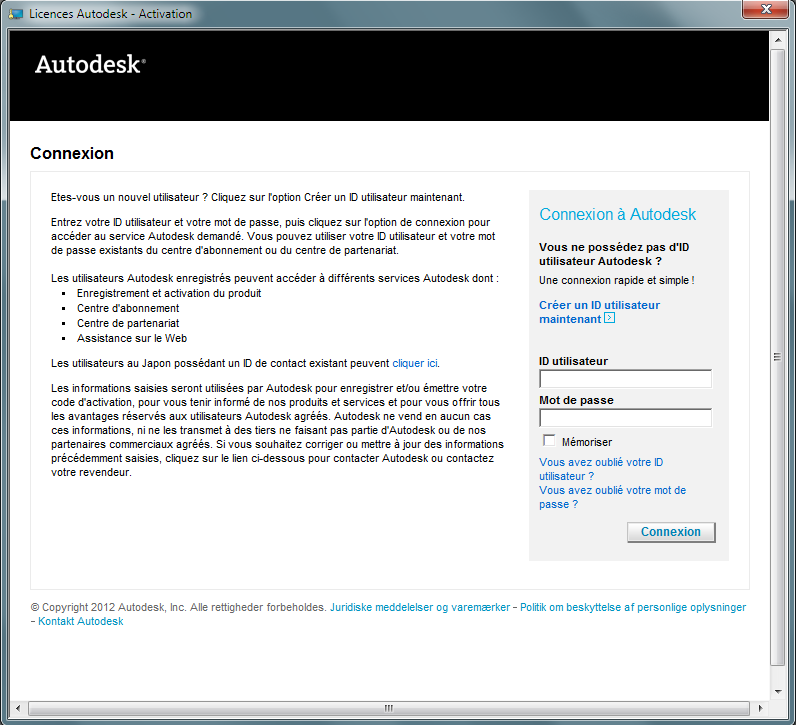 Licences Autodesk - Activation
Autodesk®
Connexion
Etes-vous un nouvel utilisateur ? Cliquez sur l'option Créer un ID utilisateur maintenant.
Entrez votre ID utilisateur et votre mot de passe, puis cliquez sur l'option de connexion pour
accéder au service Autodesk demandé. Vous pouvez utiliser votre ID utilisateur et votre mot
de passe existants du centre d'abonnement ou du centre de partenariat.
Les utilisateurs Autodesk enregistrés peuvent accéder à différents services Autodesk dont :
▪ Enregistrement et activation du produit
▪ Centre d'abonnement
▪ Centre de partenariat
▪ Assistance sur le Web
Les utilisateurs au Japon possédant un ID de contact existant peuvent cliquer ici.
Les informations saisies seront utilisées par Autodesk pour enregistrer et/ou émettre votre
code d'activation, pour vous tenir informé de nos produits et services et pour vous offrir tous
les avantages réservés aux utilisateurs Autodesk agréés. Autodesk ne vend en aucun cas
ces informations, ni ne les transmet à des tiers ne faisant pas partie d'Autodesk ou de nos
partenaires commerciaux agréés. Si vous souhaitez corriger ou mettre à jour des informations
précédemment saisies, cliquez sur le lien ci-dessous pour contacter Autodesk ou contactez
votre revendeur.
Connexion à Autodesk
Vous ne possédez pas d'ID
utilisateur Autodesk ?
Une connexion rapide et simple !
Créer un ID utilisateur
maintenant
ID utilisateur
Mot de passe
Mémoriser
Vous avez oublié votre ID
utilisateur ?
Vous avez oublié votre mot de
passe ?
Connexion
© Copyright 2012 Autodesk, Inc. Alle rettigheder forbeholdes. Juridiske meddelelser og varemærker – Politik om beskyttelse af personlige oplysninger
– Kontakt Autodesk